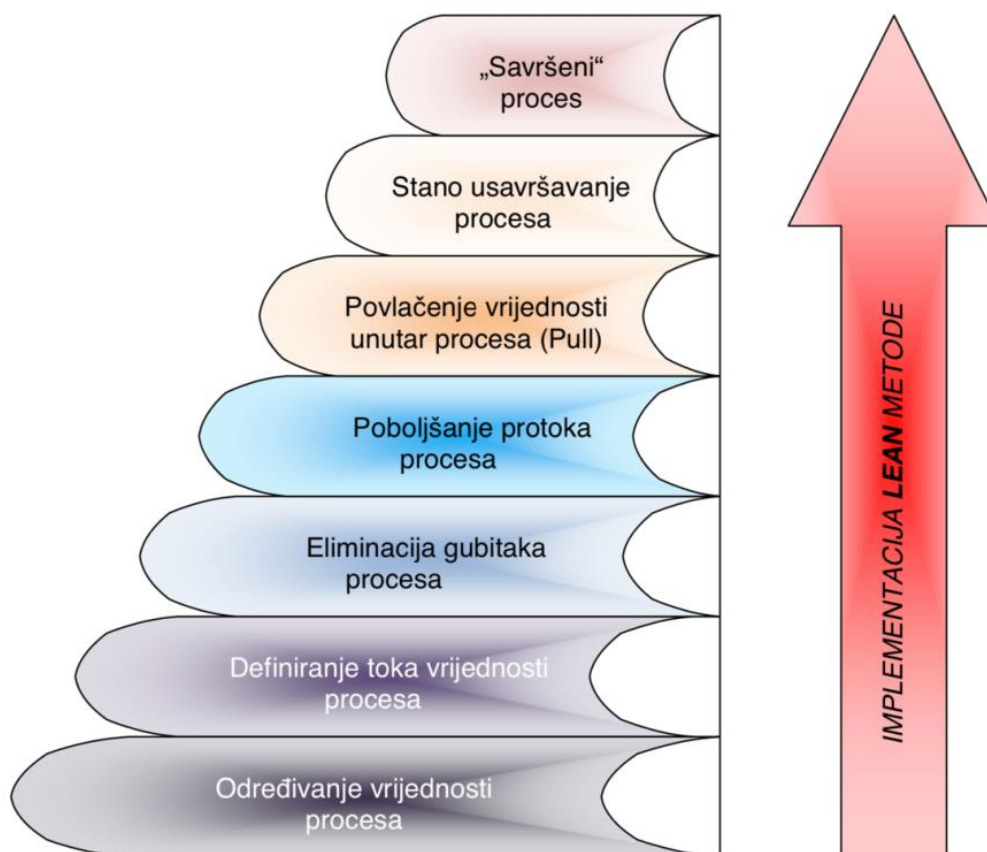 „Savršeni“
proces
Stano usavršavanje
procesa
Povlačenje vrijednosti
unutar procesa (Pull)
Poboljšanje protoka
procesa
Eliminacija gubitaka
procesa
Definiranje toka vrijednosti
procesa
Određivanje vrijednosti
procesa
IMPLEMENTACIJA LEAN METODE